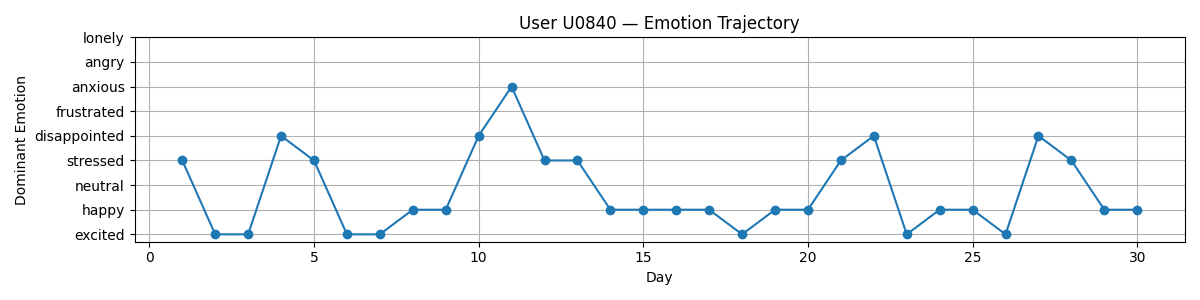 User U0840 — Emotion Trajectory
Dominant Emotion
lonely
angry
anxious
frustrated
disappointed
stressed
neutral
happy
excited
0 5 10 15 20 25 30
Day